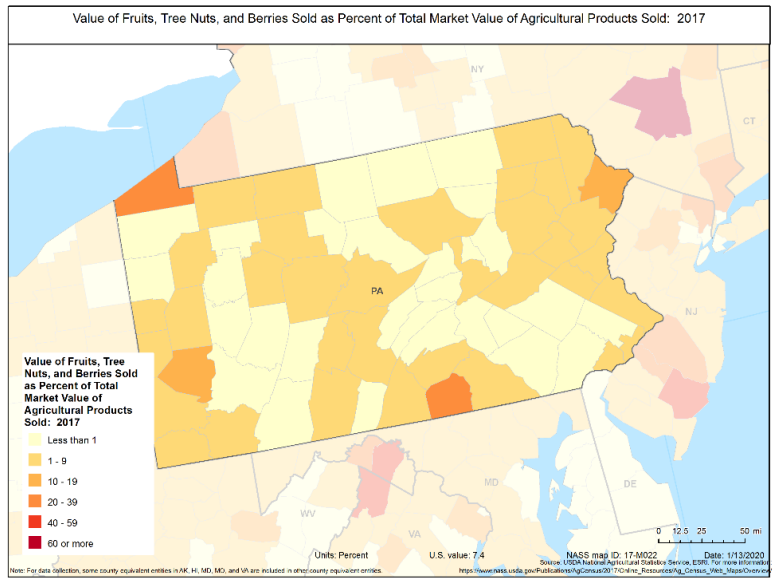 Value of Fruits, Tree Nuts, and Berries Sold as Percent of Total Market Value of Agricultural Products Sold: 2017
NY
CT
PA
NJ
Value of Fruits, Tree
Nuts, and Berries Sold
as Percent of Total
Market Value of
Agricultural Products
Sold: 2017
Less than 1
1 - 9
10 - 19
20 - 39
40 - 59
60 or more
MD
DE
WV
VA
0 12.5 25 50 mi
Units: Percent
U.S. value: 7.4
NASS map ID: 17-M022
Date: 1/13/2020
Source: USDA National Agricultural Statistics Service, ESRI. For more information
Note: For data collection, some county equivalent entities in AK, HI, MD, MO, and VA are included in other county equivalent entities.
https://www.nass.usda.gov/Publications/AgCensus/2017/Online_Resources/Ag_Census_Web_Maps/Overview/